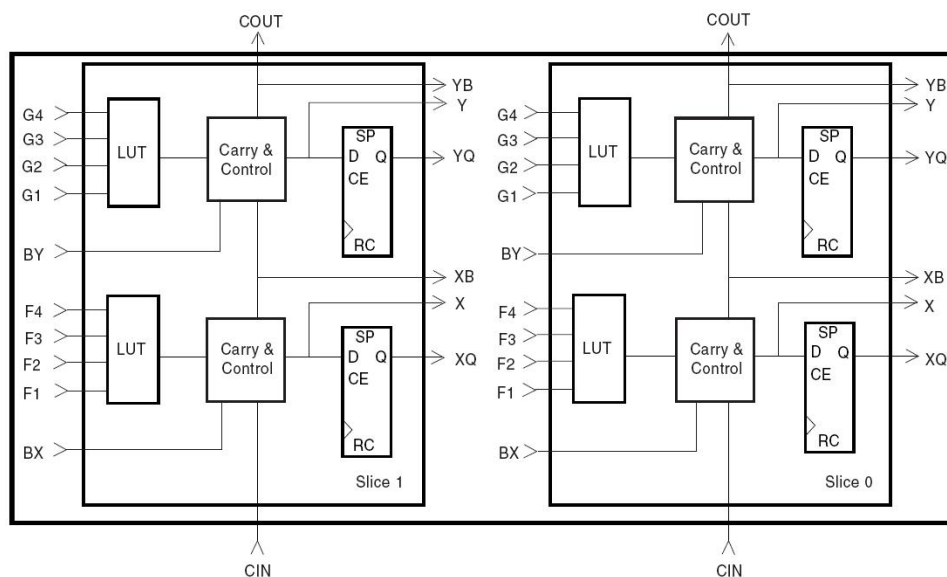 COUT
COUT
YB
Y
G4
G3
G2
G1
LUT
Carry &
Control
SP
D Q
CE
RC
YQ
BY
XB
X
F4
F3
F2
F1
LUT
Carry &
Control
SP
D Q
CE
RC
XQ
BX
Slice 1
CIN
YB
Y
G4
G3
G2
G1
LUT
Carry &
Control
SP
D Q
CE
RC
YQ
BY
XB
X
F4
F3
F2
F1
LUT
Carry &
Control
SP
D Q
CE
RC
XQ
BX
Slice 0
CIN